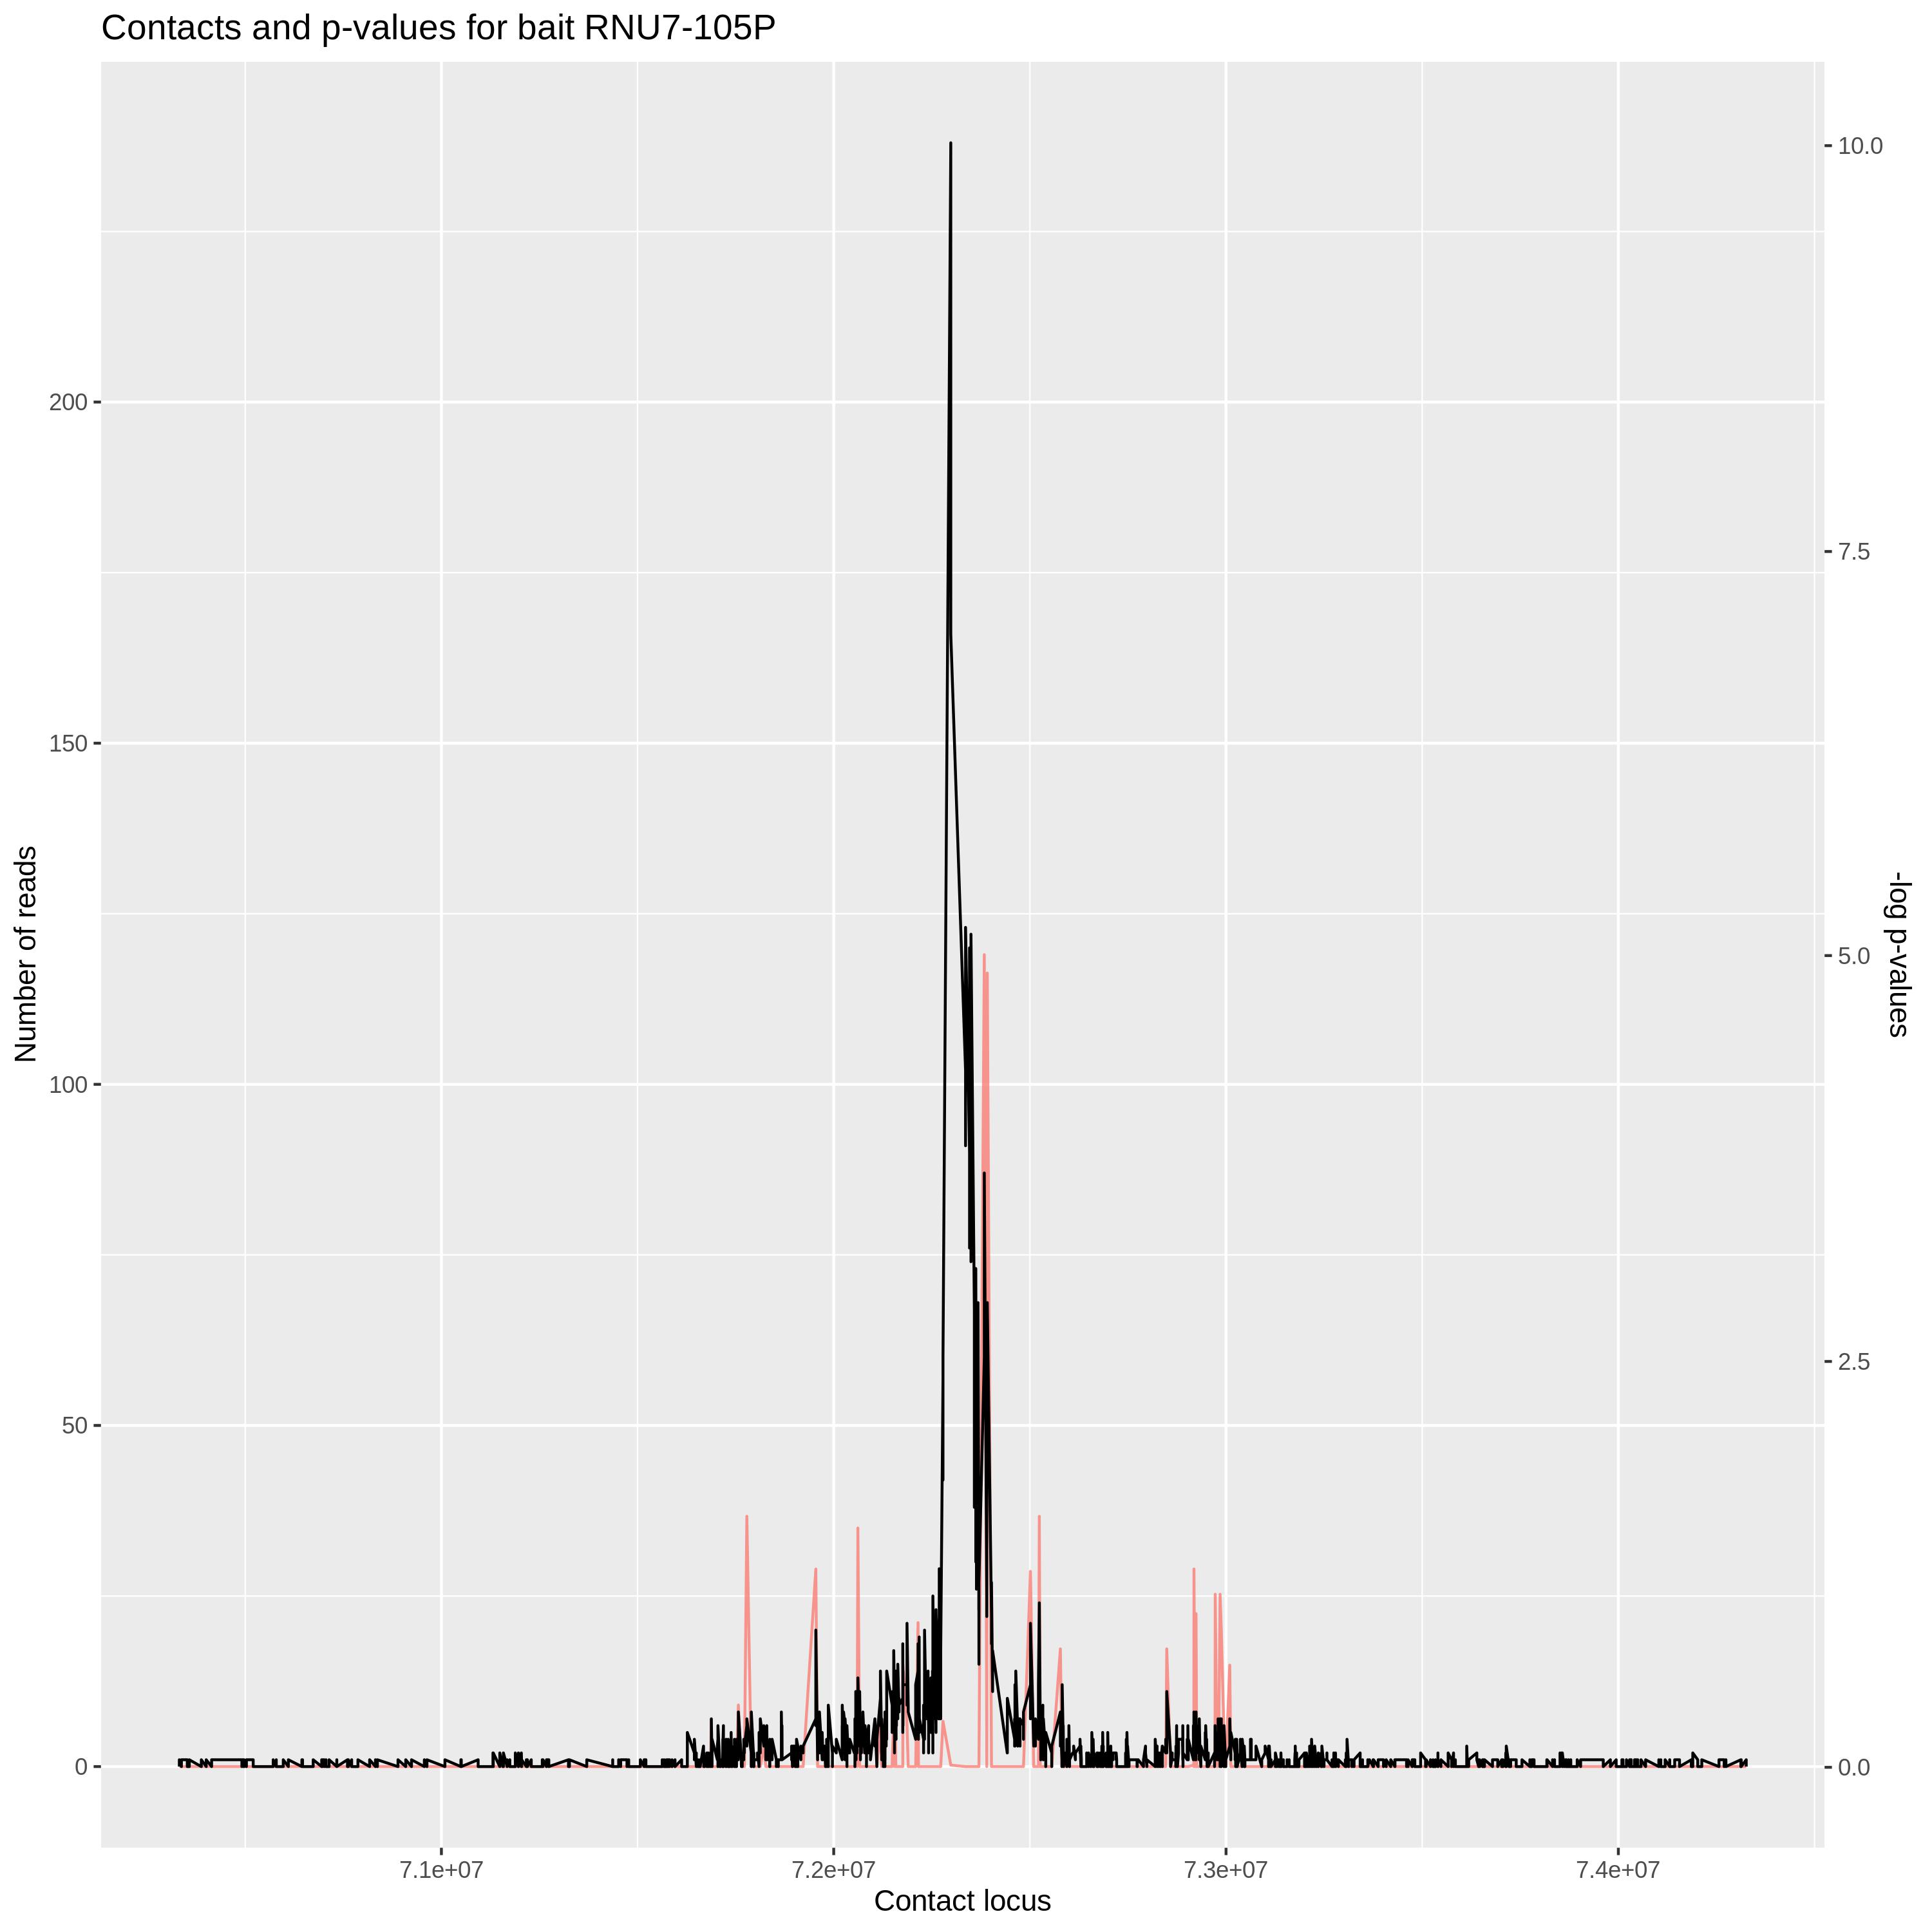 Contacts and p-values for bait RNU7-105P
200
150
100
50
0
Number of reads
10.0
7.5
5.0
2.5
0.0
-log p-values
7.1e+07 7.2e+07 7.3e+07 7.4e+07
Contact locus